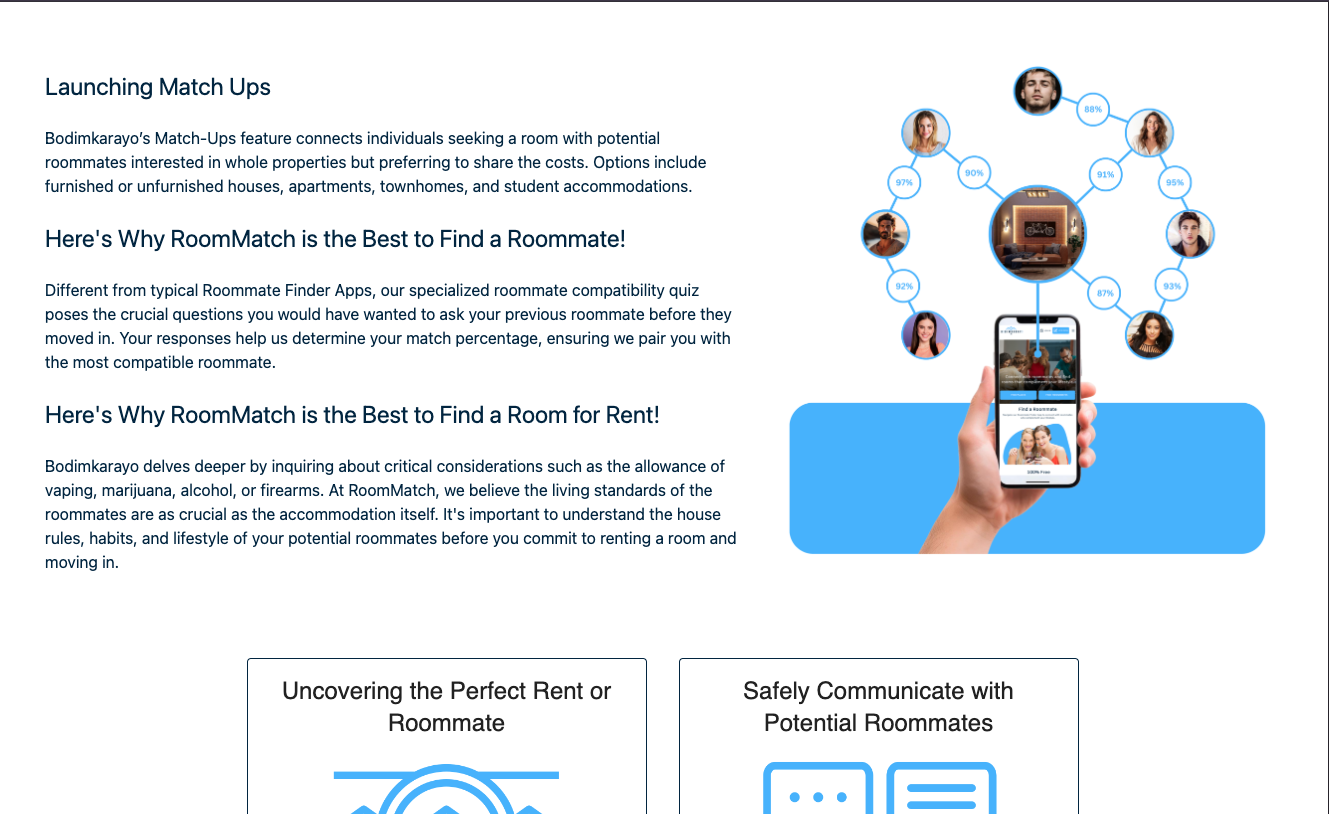 Launching Match Ups
Bodimkarayo’s Match-Ups feature connects individuals seeking a room with potential
roommates interested in whole properties but preferring to share the costs. Options include
furnished or unfurnished houses, apartments, townhomes, and student accommodations.
Here's Why RoomMatch is the Best to Find a Roommate!
Different from typical Roommate Finder Apps, our specialized roommate compatibility quiz
poses the crucial questions you would have wanted to ask your previous roommate before they
moved in. Your responses help us determine your match percentage, ensuring we pair you with
the most compatible roommate.
Here's Why RoomMatch is the Best to Find a Room for Rent!
Bodimkarayo delves deeper by inquiring about critical considerations such as the allowance of
vaping, marijuana, alcohol, or firearms. At RoomMatch, we believe the living standards of the
roommates are as crucial as the accommodation itself. It's important to understand the house
rules, habits, and lifestyle of your potential roommates before you commit to renting a room and
moving in.
88%
90%
91%
97%
95%
92%
87%
93%
Find a Roommate
100% Free
Uncovering the Perfect Rent or
Roommate
Safely Communicate with
Potential Roommates